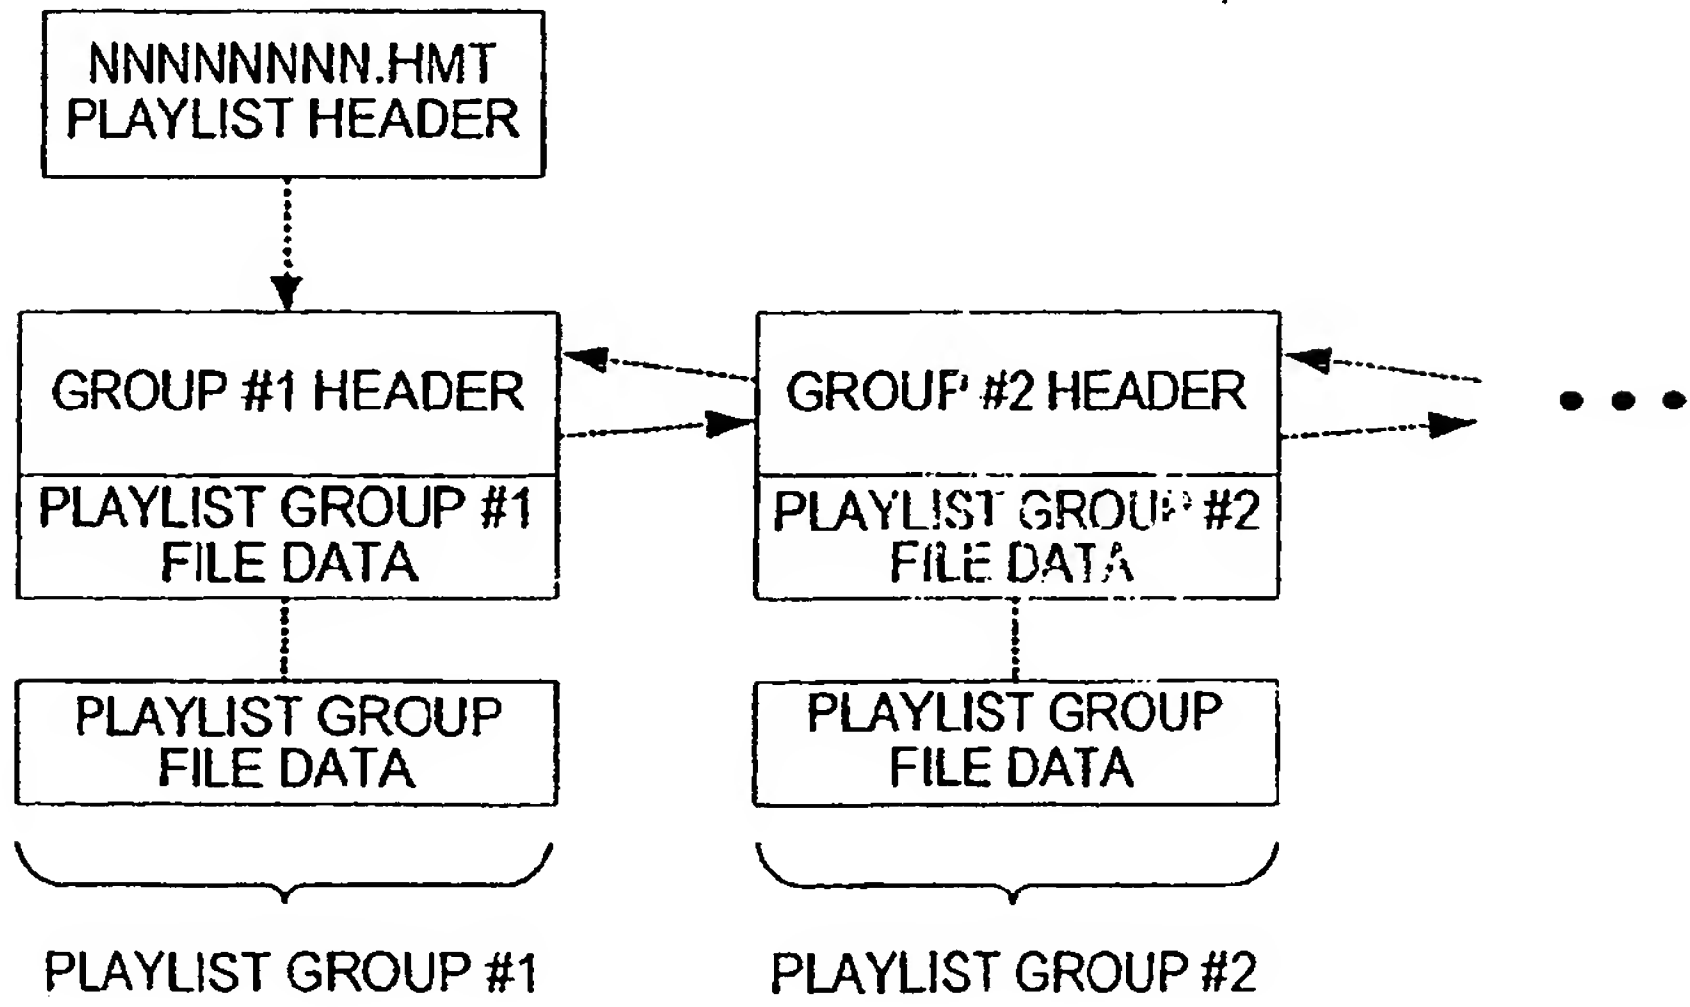 NNNNNNNN.HMT
PLAYLIST HEADER
GROUP #1 HEADER
GROUP #2 HEADER
PLAYLIST GROUP #1
FILE DATA
PLAYLIST GROUP #2
FILE DATA
PLAYLIST GROUP
FILE DATA
PLAYLIST GROUP
FILE DATA
PLAYLIST GROUP #1
PLAYLIST GROUP #2